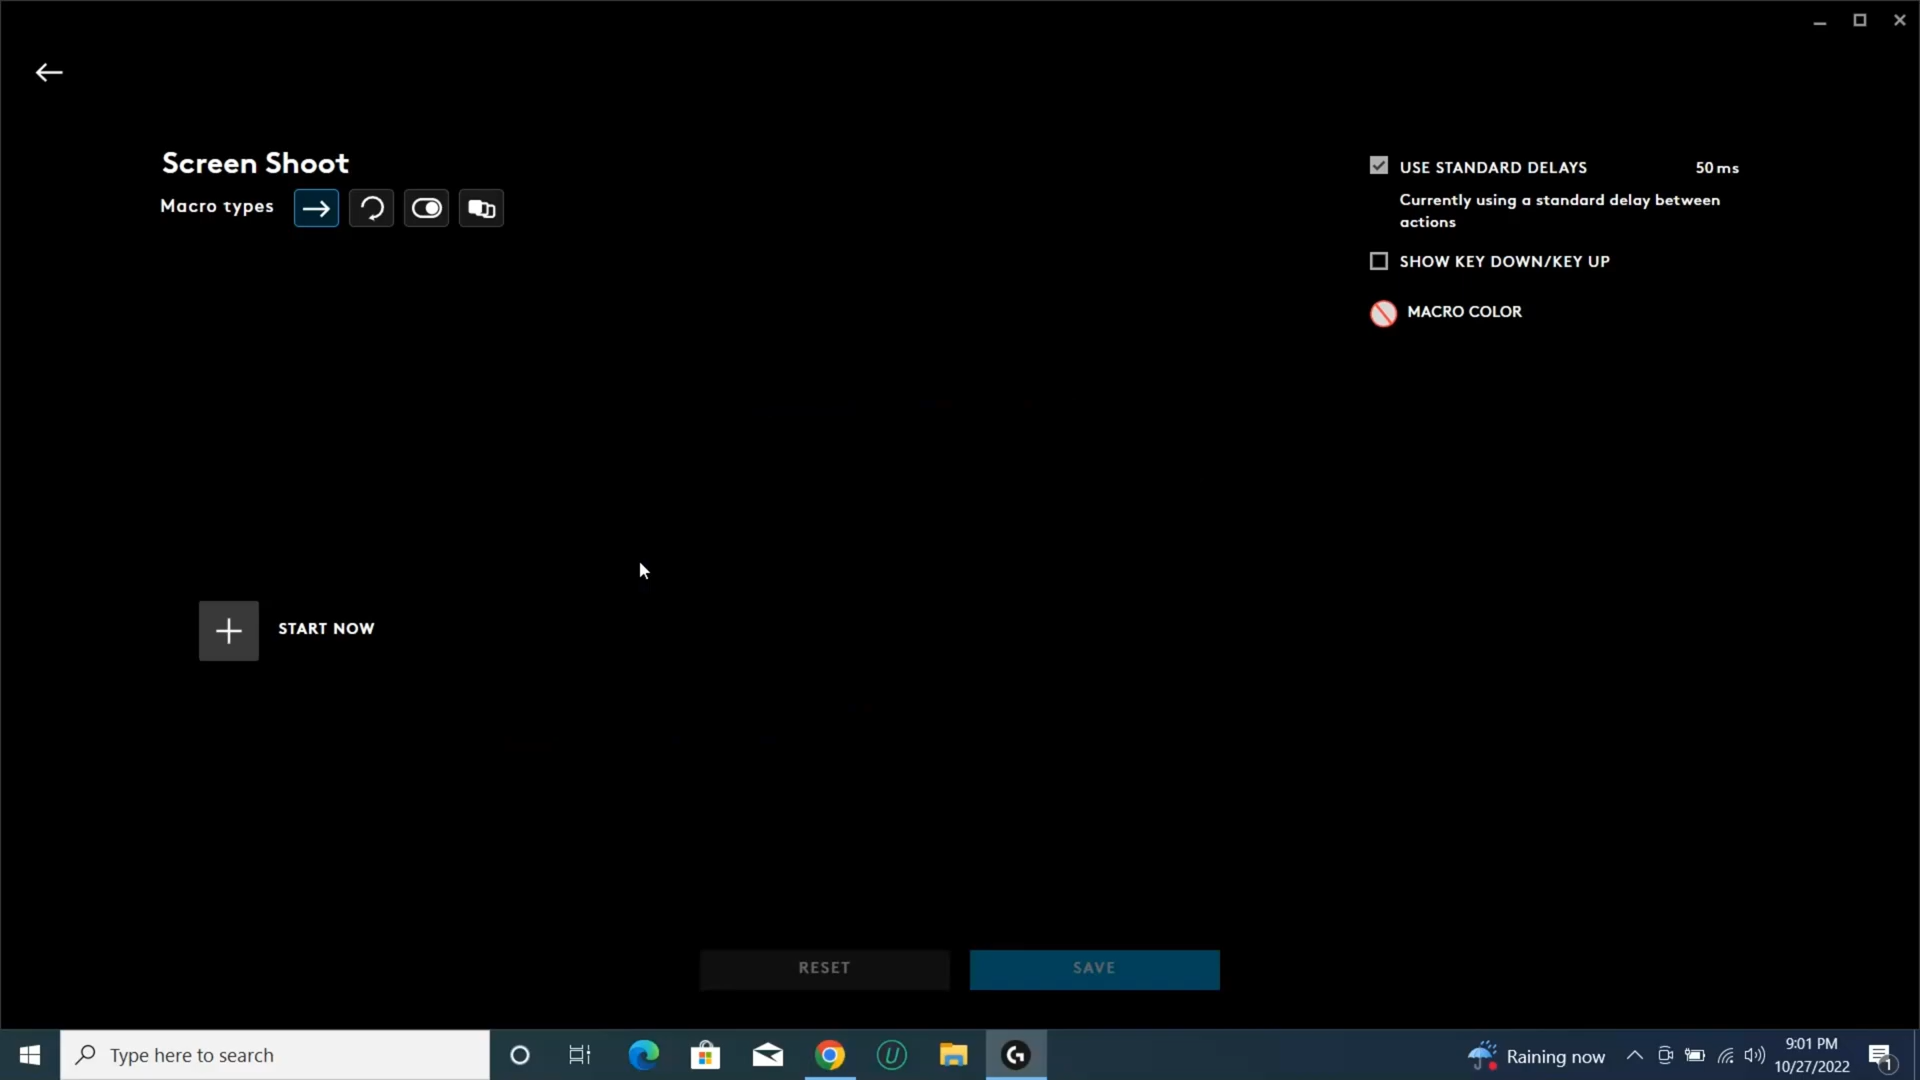 Screen Shoot
Macro types
USE STANDARD DELAYS 50 ms
Currently using a standard delay between
actions
SHOW KEY DOWN/KEY UP
MACRO COLOR
START NOW
RESET
SAVE
Type here to search
Raining now
9:01 PM
10/27/2022
1